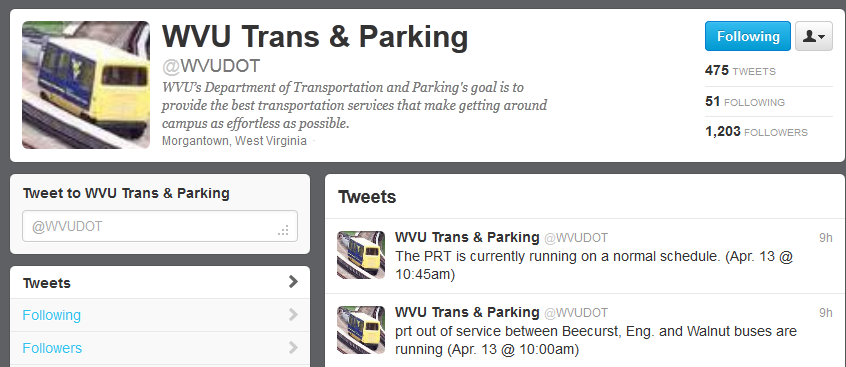 WVU Trans & Parking
@WVUDOT
WVU's Department of Transportation and Parking's goal is to
provide the best transportation services that make getting around
campus as effortless as possible.
Morgantown, West Virginia ·
Following
475 TWEETS
51 FOLLOWING
1,203 FOLLOWERS
Tweet to WVU Trans & Parking
@WVUDOT
Tweets
Following
Followers
Tweets
WVU Trans & Parking @WVUDOT 9h
The PRT is currently running on a normal schedule. (Apr. 13 @
10:45am)
WVU Trans & Parking @WVUDOT 9h
prt out of service between Beecurst, Eng. and Walnut buses are
running (Apr. 13 @ 10:00am)